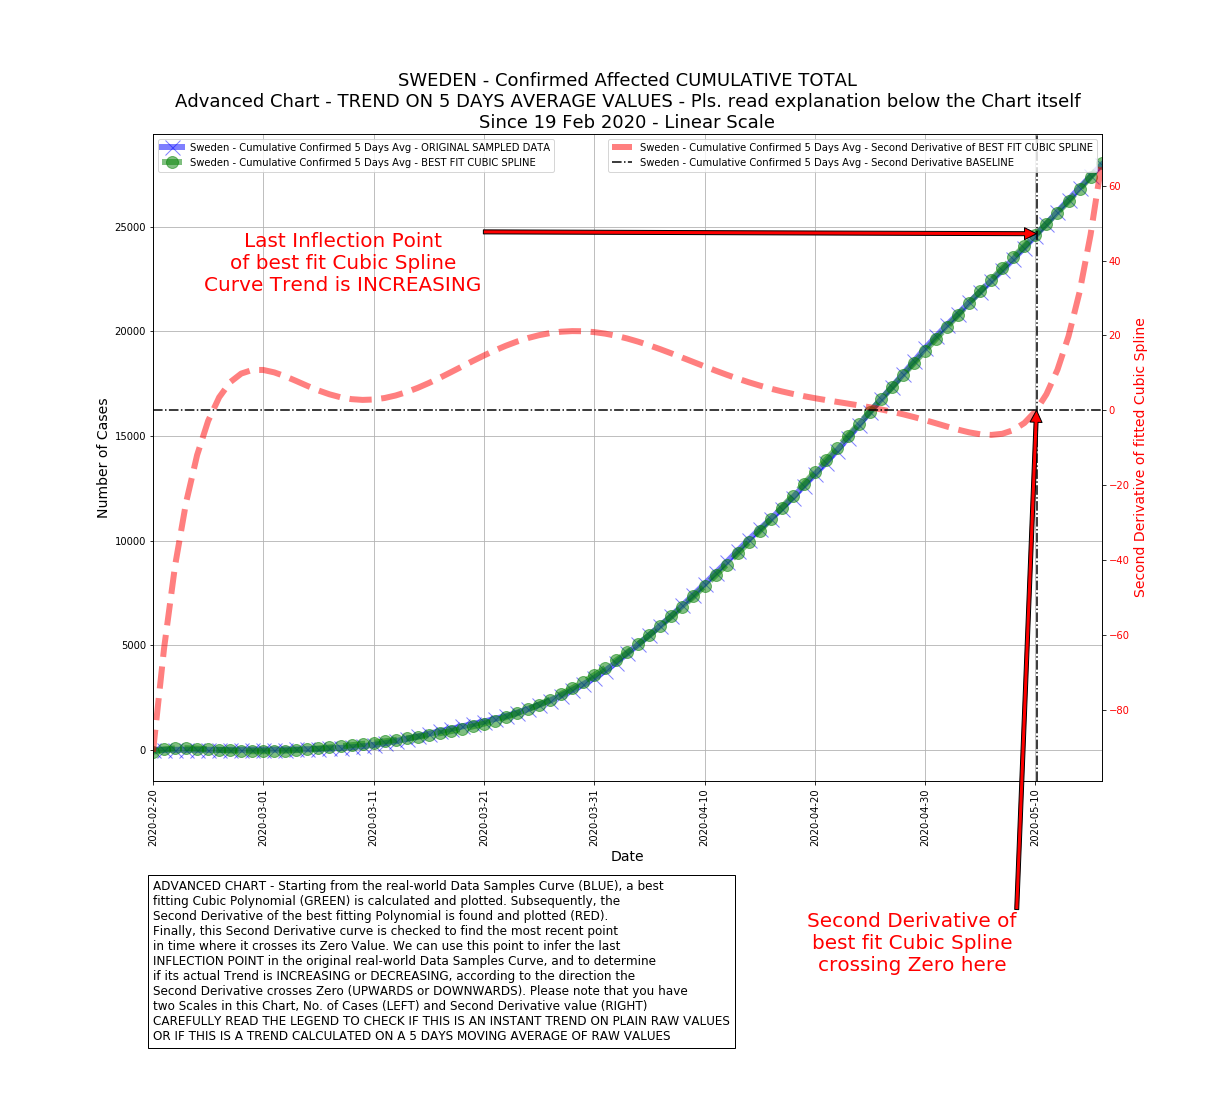 SWEDEN - Confirmed Affected CUMULATIVE TOTAL
Advanced Chart - TREND ON 5 DAYS AVERAGE VALUES - Pls. read explanation below the Chart itself
Since 19 Feb 2020 - Linear Scale
Sweden - Cumulative Confirmed 5 Days Avg - ORIGINAL SAMPLED DATA
Sweden - Cumulative Confirmed 5 Days Avg - BEST FIT CUBIC SPLINE
Sweden - Cumulative Confirmed 5 Days Avg - Second Derivative of BEST FIT CUBIC SPLINE
Sweden - Cumulative Confirmed 5 Days Avg - Second Derivative BASELINE
Last Inflection Point
of best fit Cubic Spline
Curve Trend is INCREASING
Number of Cases
25000
20000
15000
10000
5000
0
60
40
20
0
−20
−40
−60
−80
Second Derivative of fitted Cubic Spline
2020-02-20
2020-03-01
2020-03-11
2020-03-21
2020-03-31
2020-04-10
2020-04-20
2020-04-30
2020-05-10
Date
ADVANCED CHART - Starting from the real-world Data Samples Curve (BLUE), a best
fitting Cubic Polynomial (GREEN) is calculated and plotted. Subsequently, the
Second Derivative of the best fitting Polynomial is found and plotted (RED).
Finally, this Second Derivative curve is checked to find the most recent point
in time where it crosses its Zero Value. We can use this point to infer the last
INFLECTION POINT in the original real-world Data Samples Curve, and to determine
if its actual Trend is INCREASING or DECREASING, according to the direction the
Second Derivative crosses Zero (UPWARDS or DOWNWARDS). Please note that you have
two Scales in this Chart, No. of Cases (LEFT) and Second Derivative value (RIGHT)
CAREFULLY READ THE LEGEND TO CHECK IF THIS IS AN INSTANT TREND ON PLAIN RAW VALUES
OR IF THIS IS A TREND CALCULATED ON A 5 DAYS MOVING AVERAGE OF RAW VALUES
Second Derivative of
best fit Cubic Spline
crossing Zero here